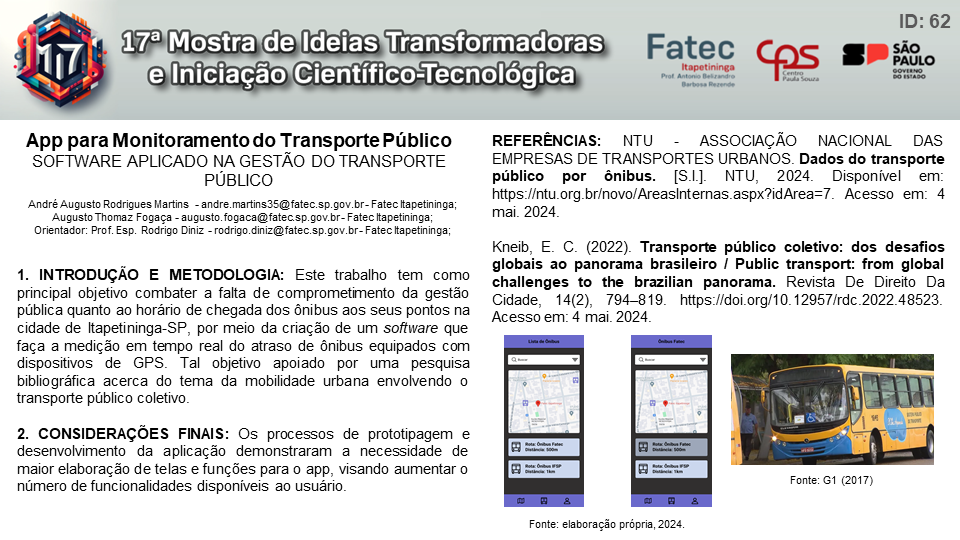 ID: 62
M17
17ª Mostra de Ideias Transformadoras
e Iniciação Científico-Tecnológica
Fatec
Itapetininga
Prof. Antonio Belizandro
Barbosa Rezende
CPS
Centro
Paula Souza
SP
SÃO PAULO
GOVERNO
DO ESTADO
App para Monitoramento do Transporte Público
SOFTWARE APLICADO NA GESTÃO DO TRANSPORTE
PÚBLICO
André Augusto Rodrigues Martins - andre.martins35@fatec.sp.gov.br - Fatec Itapetininga;
Augusto Thomaz Fogaça - augusto.fogaca@fatec.sp.gov.br - Fatec Itapetininga;
Orientador: Prof. Esp. Rodrigo Diniz - rodrigo.diniz@fatec.sp.gov.br - Fatec Itapetininga;
1. INTRODUÇÃO E METODOLOGIA: Este trabalho tem como
principal objetivo combater a falta de comprometimento da gestão
pública quanto ao horário de chegada dos ônibus aos seus pontos na
cidade de Itapetininga-SP, por meio da criação de um software que
faça a medição em tempo real do atraso de ônibus equipados com
dispositivos de GPS. Tal objetivo apoiado por uma pesquisa
bibliográfica acerca do tema da mobilidade urbana envolvendo o
transporte público coletivo.
2. CONSIDERAÇÕES FINAIS: Os processos de prototipagem e
desenvolvimento da aplicação demonstraram a necessidade de
maior elaboração de telas e funções para o app, visando aumentar o
número de funcionalidades disponíveis ao usuário.
REFERÊNCIAS: NTU - ASSOCIAÇÃO NACIONAL DAS
EMPRESAS DE TRANSPORTES URBANOS. Dados do transporte
público por ônibus. [S.l.]. NTU, 2024. Disponível em:
https://ntu.org.br/novo/AreasInternas.aspx?idArea=7. Acesso em: 4
mai. 2024.
Kneib, E. C. (2022). Transporte público coletivo: dos desafios
globais ao panorama brasileiro / Public transport: from global
challenges to the brazilian panorama. Revista De Direito Da
Cidade, 14(2), 794–819. https://doi.org/10.12957/rdc.2022.48523.
Acesso em: 4 mai. 2024.
Lista de Ônibus
Buscar
Rota: Ônibus Fatec
Distância: 500m
Rota: Ônibus IFSP
Distância: 1km
Ônibus Fatec
Buscar
Rota: Ônibus Fatec
Distância: 500m
Rota: Ônibus IFSP
Distância: 1km
Fonte: elaboração própria, 2024.
Fonte: G1 (2017)